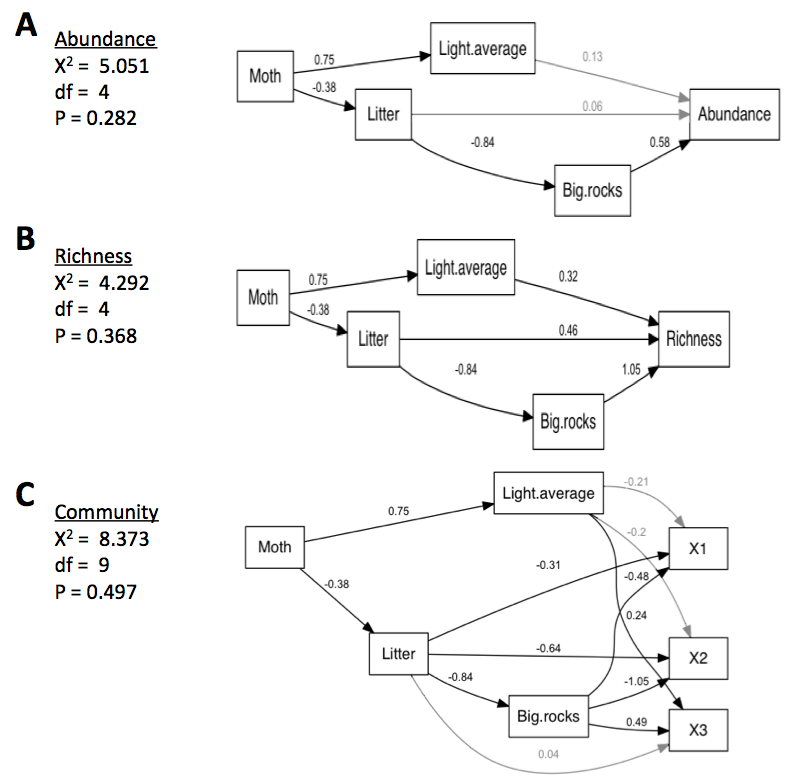 A
Abundance
X² = 5.051
df = 4
P = 0.282
Moth
0.75
-0.38
Light.average
Litter
0.13
0.06
-0.84
0.58
Big.rocks
Abundance
B
Richness
X² = 4.292
df = 4
P = 0.368
Moth
0.75
-0.38
Light.average
Litter
0.32
0.46
-0.84
1.05
Big.rocks
Richness
C
Community
X² = 8.373
df = 9
P = 0.497
Moth
0.75
-0.38
Light.average
Litter
-0.21
-0.2
-0.31
-0.48
0.24
-0.64
-0.84
-1.05
0.49
0.04
Big.rocks
X1
X2
X3